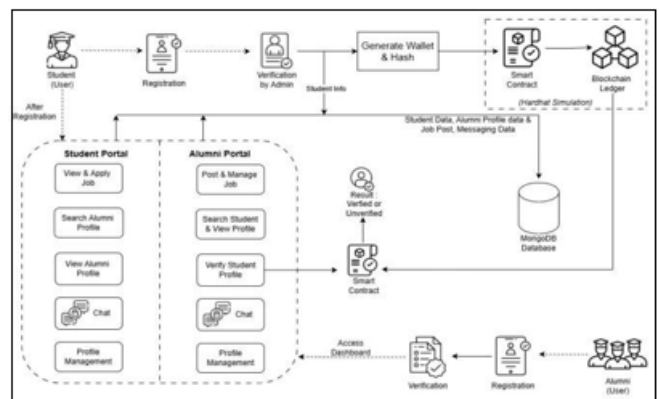 Student
(User)
Registration
Verification
by Admin
Generate Wallet
& Hash
Smart
Contract
Blockchain
Ledger
(Hardhat Simulation)
After
Registration
Student Info
Student Data, Alumni Profile data &
Job Post, Messaging Data
Student Portal
View & Apply
Job
Search Alumni
Profile
View Alumni
Profile
Chat
Profile
Management
Alumni Portal
Post & Manage
Job
Search Student
& View Profile
Verify Student
Profile
Chat
Profile
Management
Result :
Verfied or
Unverified
Smart
Contract
MongoDB
Database
Access
Dashboard
Verification
Registration
Alumni
(User)